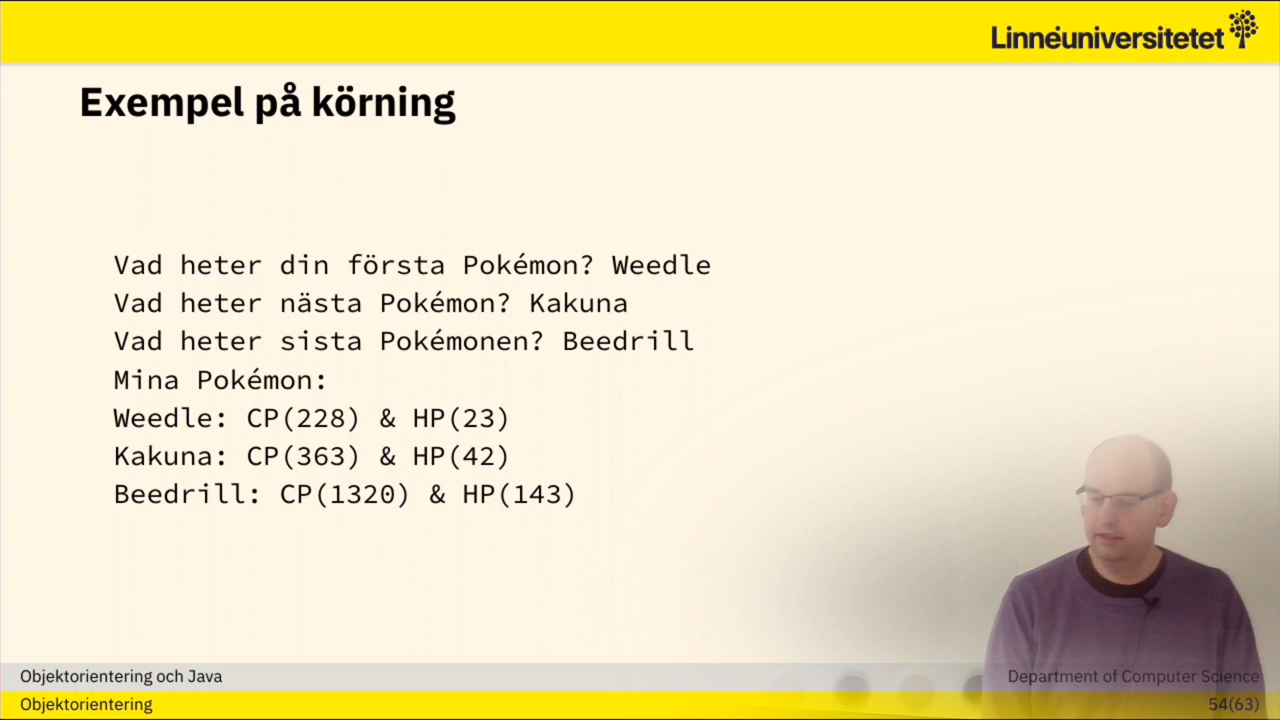 Linnéuniversitetet
Exempel på körning
Vad heter din första Pokémon? Weedle
Vad heter nästa Pokémon? Kakuna
Vad heter sista Pokémonen? Beedrill
Mina Pokémon:
Weedle: CP(228) & HP(23)
Kakuna: CP(363) & HP(42)
Beedrill: CP(1320) & HP(143)
Objektorientering och Java
Department of Computer Science
Objektorientering
54(63)